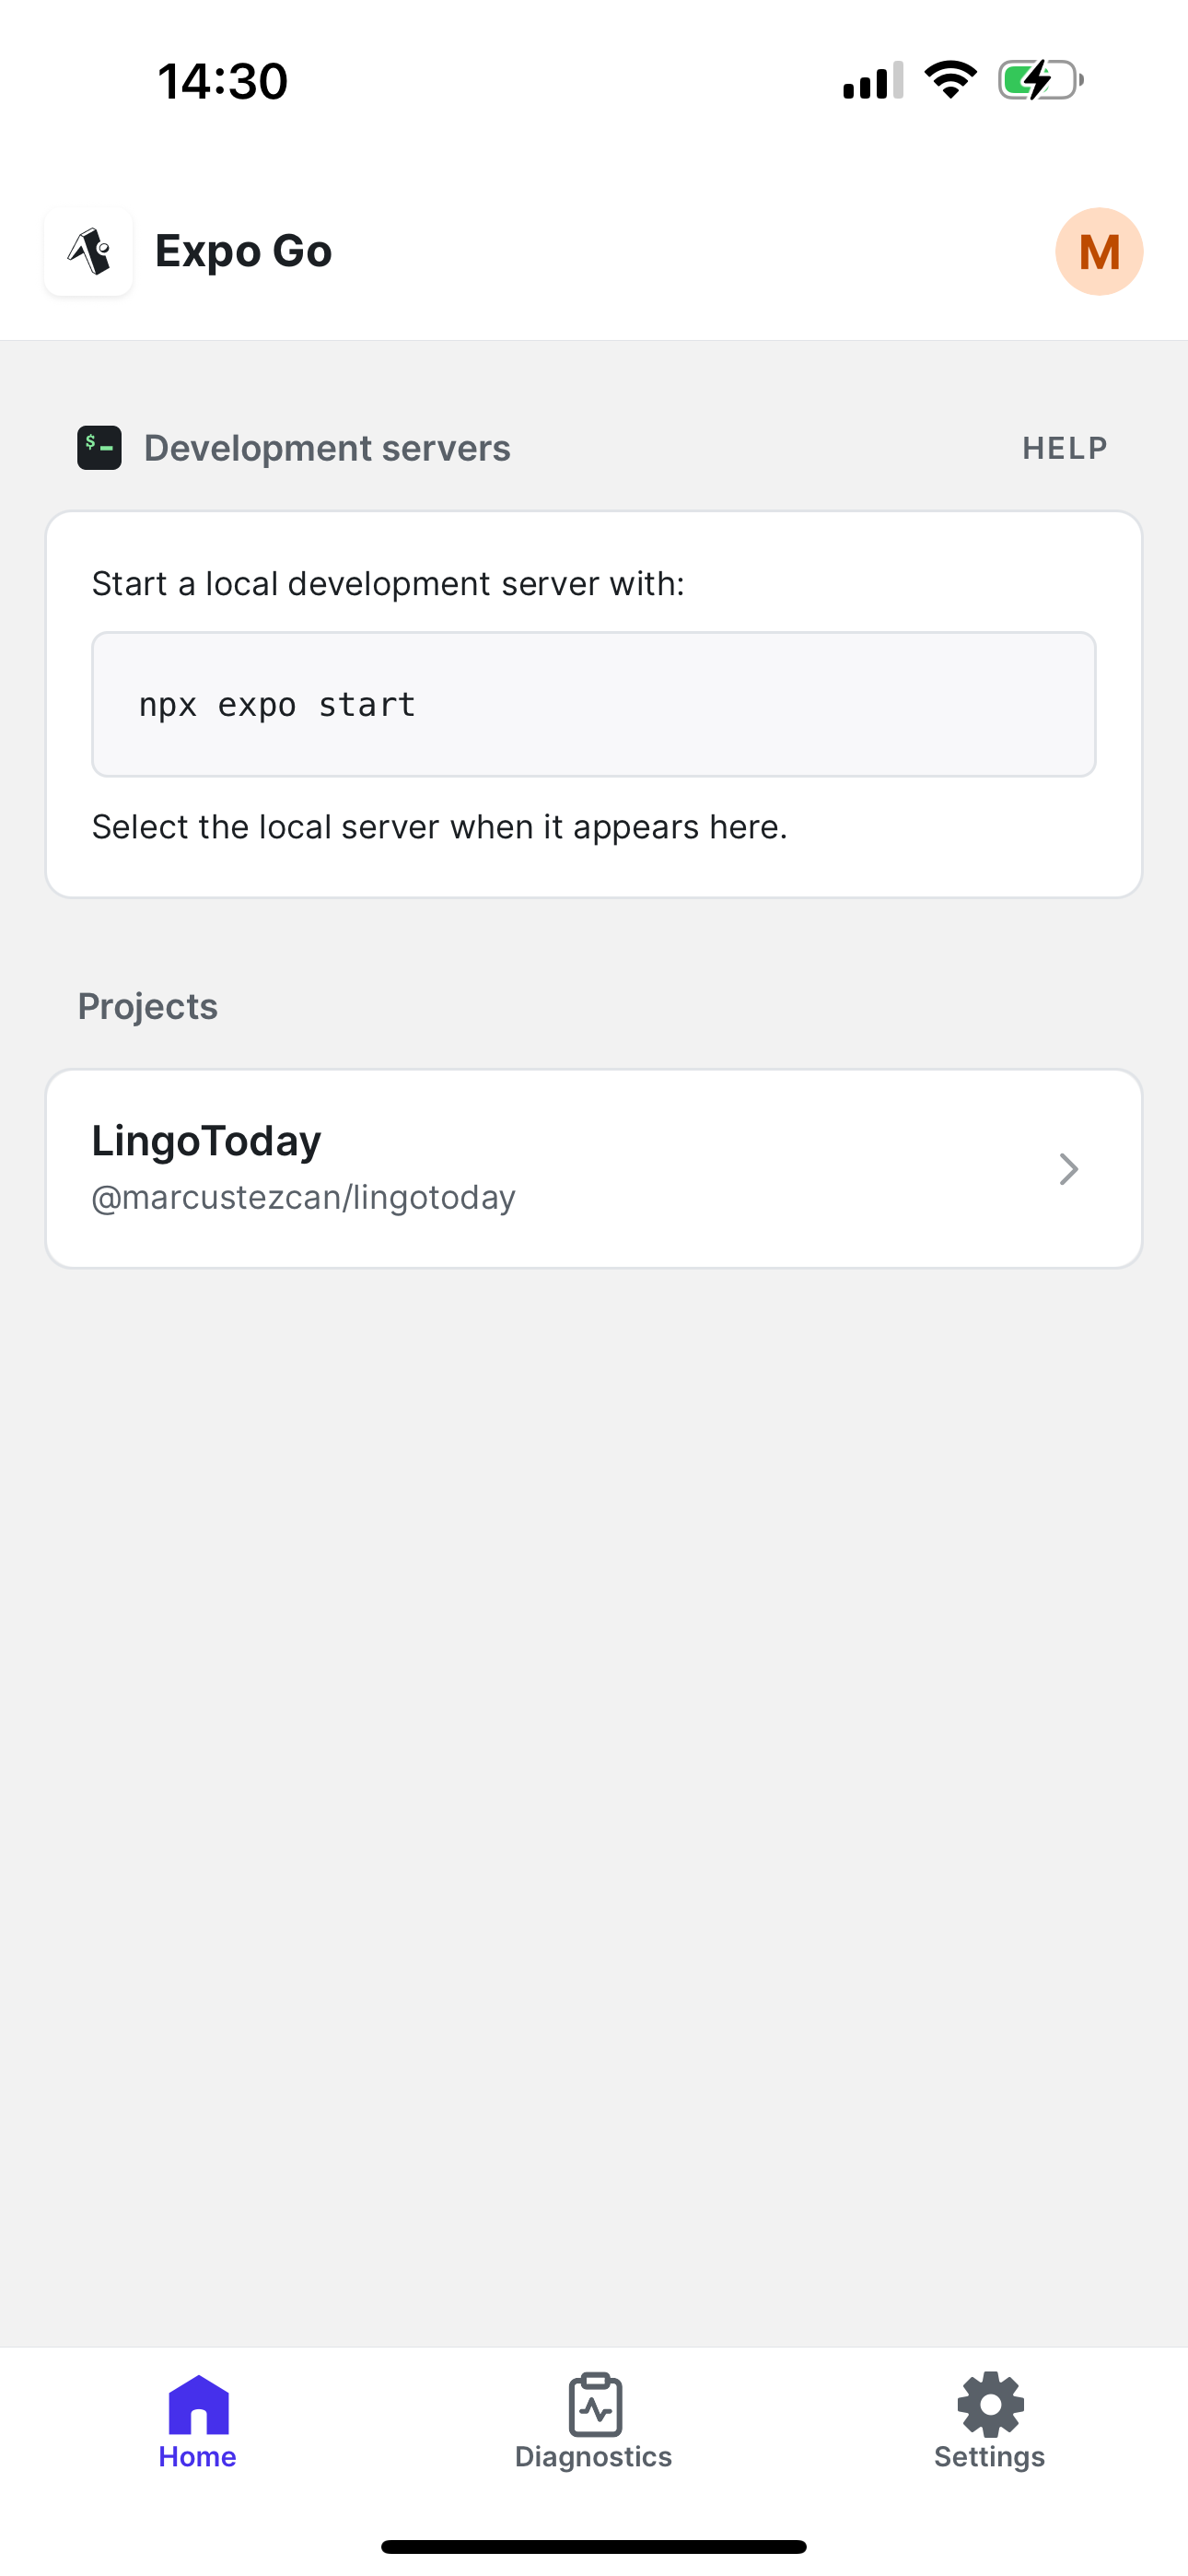 14:30
Expo Go
M
$
Development servers
HELP
Start a local development server with:
npx expo start
Select the local server when it appears here.
Projects
LingoToday
@marcustezcan/lingotoday
Home
Diagnostics
Settings